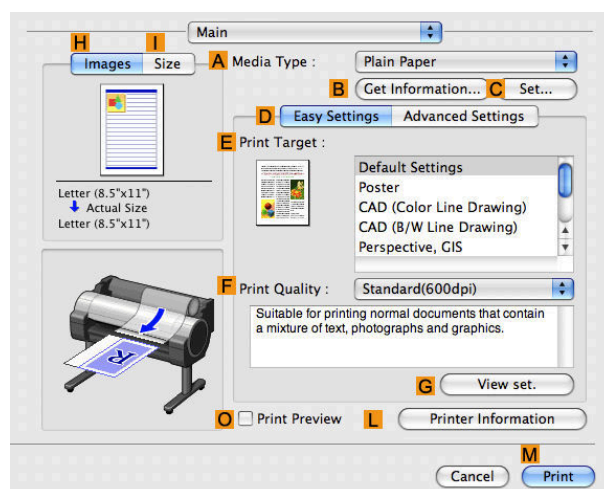 Main
H
I
Images Size
A Media Type : Plain Paper
B Get Information... C Set...
D Easy Settings Advanced Settings
E Print Target :
Default Settings
Poster
CAD (Color Line Drawing)
CAD (B/W Line Drawing)
Perspective, GIS
Letter (8.5"x11")
Actual Size
Letter (8.5"x11")
F Print Quality : Standard(600dpi)
Suitable for printing normal documents that contain
a mixture of text, photographs and graphics.
R
G View set.
O Print Preview L Printer Information
M
Cancel Print